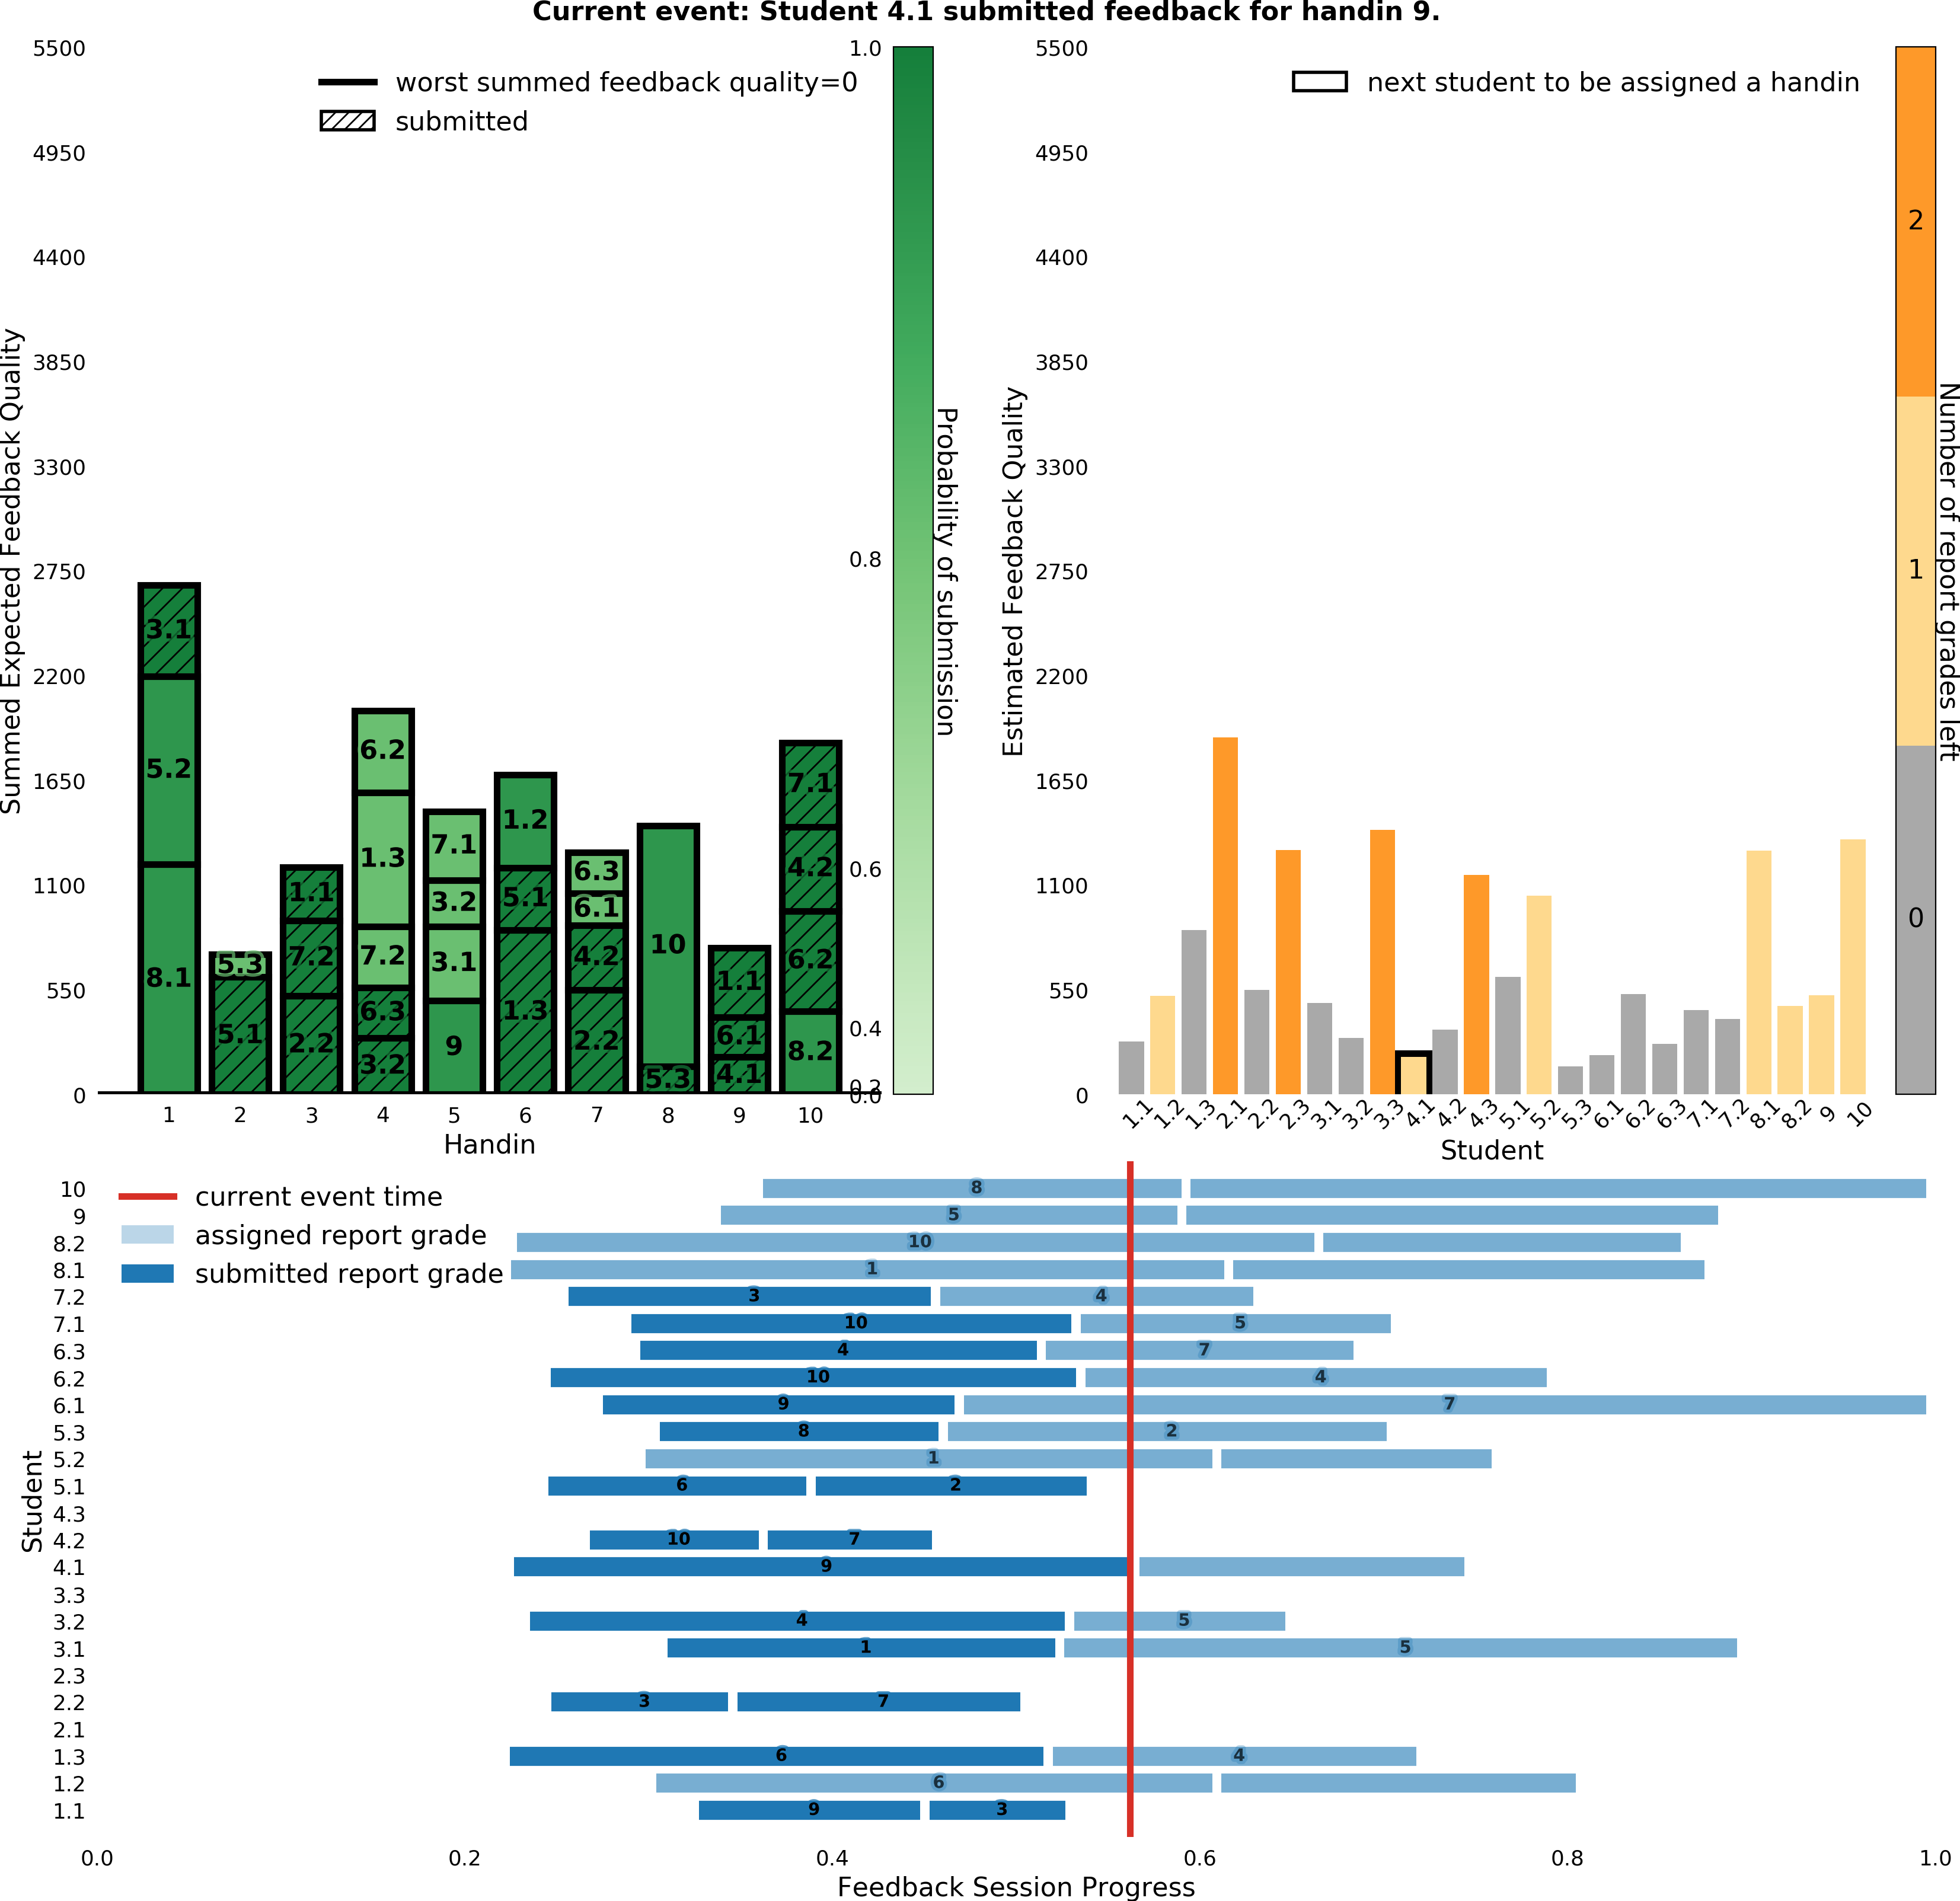 Current event: Student 4.1 submitted feedback for handin 9.
5500
4950
4400
3850
3300
2750
2200
1650
1100
550
0
Summed Expected Feedback Quality
worst summed feedback quality=0
submitted
3.1
5.2
8.1
5.3
5.1
1.1
7.2
2.2
6.2
1.3
7.2
6.3
3.2
7.1
3.2
3.1
9
1.2
5.1
1.3
6.3
6.1
4.2
2.2
10
5.3
1.1
6.1
4.1
7.1
4.2
6.2
8.2
1 2 3 4 5 6 7 8 9 10
Handin
1.0
0.8
0.6
0.4
0.2
0.0
Probability of submission
5500
4950
4400
3850
3300
2750
2200
1650
1100
550
0
Estimated Feedback Quality
next student to be assigned a handin
1.1 1.2 1.3 2.1 2.2 2.3 3.1 3.2 3.3 4.1 4.2 4.3 5.1 5.2 5.3 6.1 6.2 6.3 7.1 7.2 8.1 8.2 9 10
Student
2
1
0
Number of report grades left
current event time
assigned report grade
submitted report grade
Student
10 8
9 5
8.2 10
8.1 1
7.2 3 4
7.1 10 5
6.3 4 7
6.2 10 4
6.1 9 7
5.3 8 2
5.2 1
5.1 6 2
4.3
4.2 10 7
4.1 9
3.3
3.2 4 5
3.1 1 5
2.3
2.2 3 7
2.1
1.3 6 4
1.2 6
1.1 9 3
0.0 0.2 0.4 0.6 0.8 1.0
Feedback Session Progress